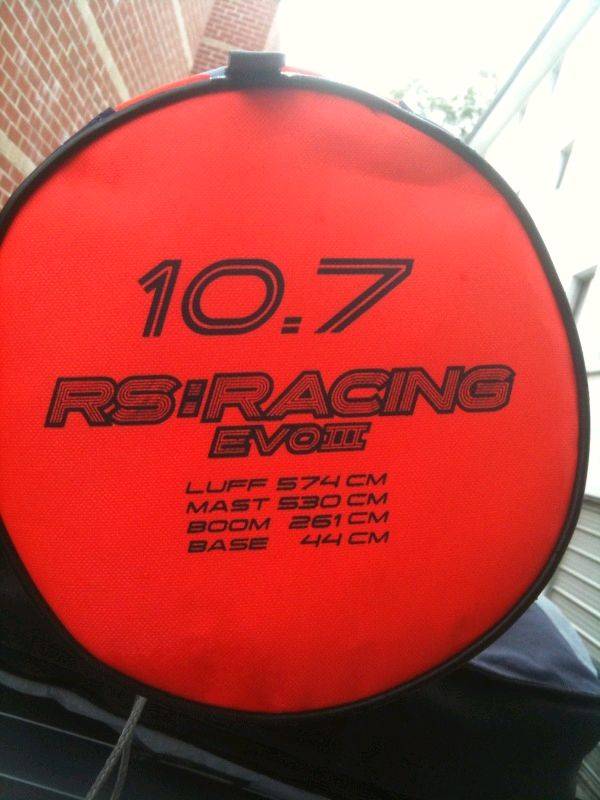 10.7
RS:RACING
EVOIII
LUFF 574 CM
MAST 530 CM
BOOM 261 CM
BASE 44 CM